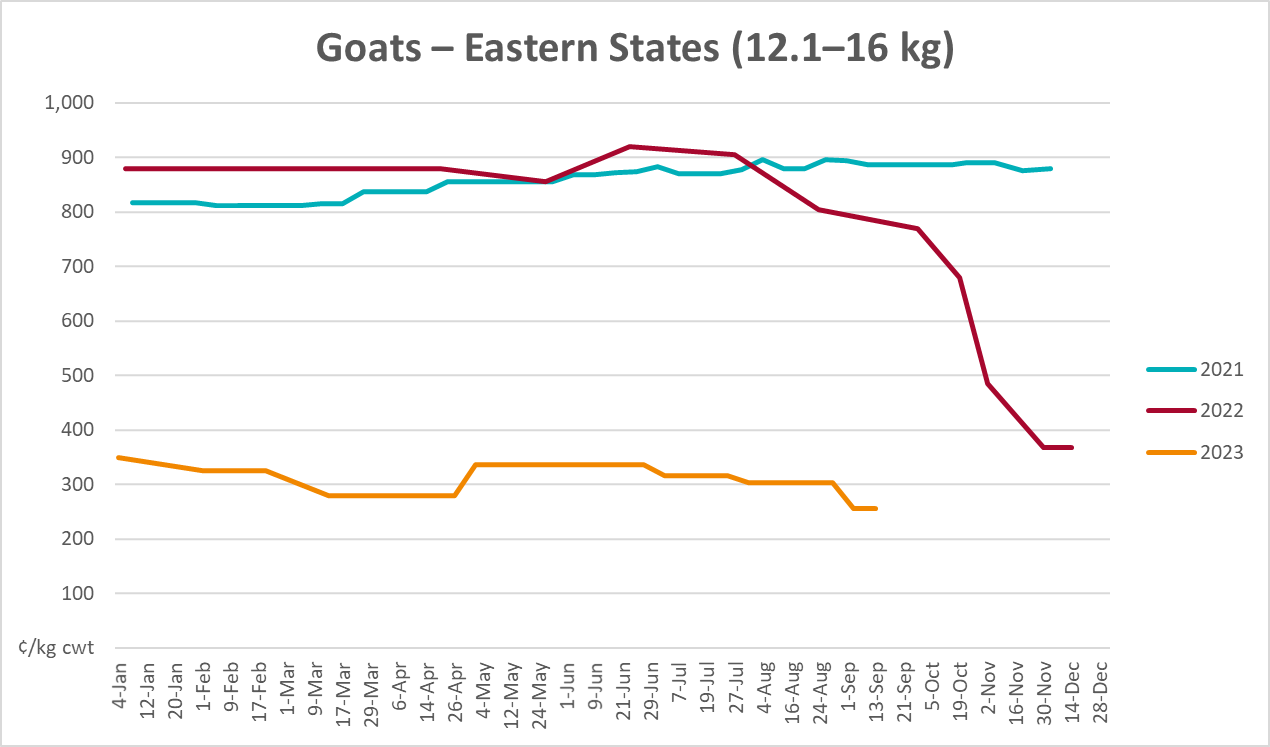 Goats – Eastern States (12.1–16 kg)
1,000
900
800
700
600
500
400
300
200
100
¢/kg cwt
4-Jan
12-Jan
20-Jan
1-Feb
9-Feb
17-Feb
1-Mar
9-Mar
17-Mar
29-Mar
6-Apr
14-Apr
26-Apr
4-May
12-May
24-May
1-Jun
9-Jun
21-Jun
29-Jun
7-Jul
19-Jul
27-Jul
4-Aug
16-Aug
24-Aug
1-Sep
13-Sep
21-Sep
5-Oct
19-Oct
2-Nov
16-Nov
30-Nov
14-Dec
28-Dec
2021
2022
2023